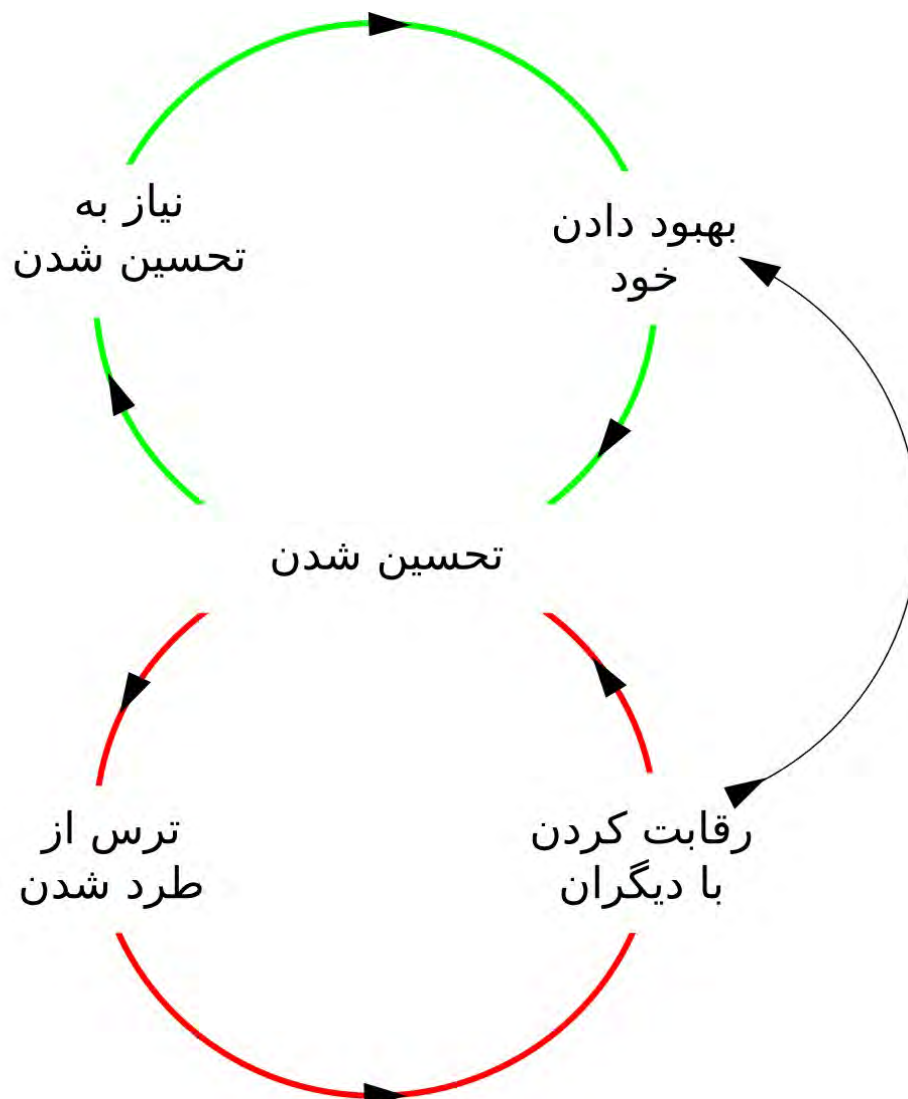 نیاز به
تحسین شدن
بهبود دادن
خود
تحسین شدن
ترس از
طرد شدن
رقابت کردن
با دیگران